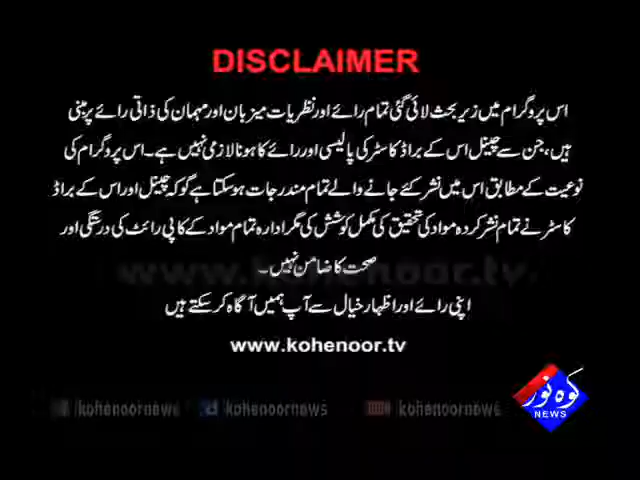 DISCLAIMER
اس پروگرام میں زیر بحث لائی گئی تمام رائے اور نظریات میزبان اور مہمان کی ذاتی رائے پر مبنی
ہیں، جن سے چینل اس کے براڈ کاسٹر کی پالیسی اور رائے کا ہونا لازمی نہیں ہے۔ اس پروگرام کی
نوعیت کے مطابق اس میں نشر کئے جانے والے تمام مندرجات ہو سکتا ہے گو کہ چینل اور اس کے براڈ
کاسٹر نے تمام نشر کردہ مواد کی تحقیق کی مکمل کوشش کی مگر ادارہ تمام مواد کے کاپی رائٹ کی درستگی اور
صحت کا ضامن نہیں۔
www.kohenoor.tv
اپنی رائے اور اظہار خیال سے آپ ہمیں آگاہ کر سکتے ہیں
www.kohenoor.tv
kohenoornews kohenoornews kohenoornews
کوہ نور
NEWS